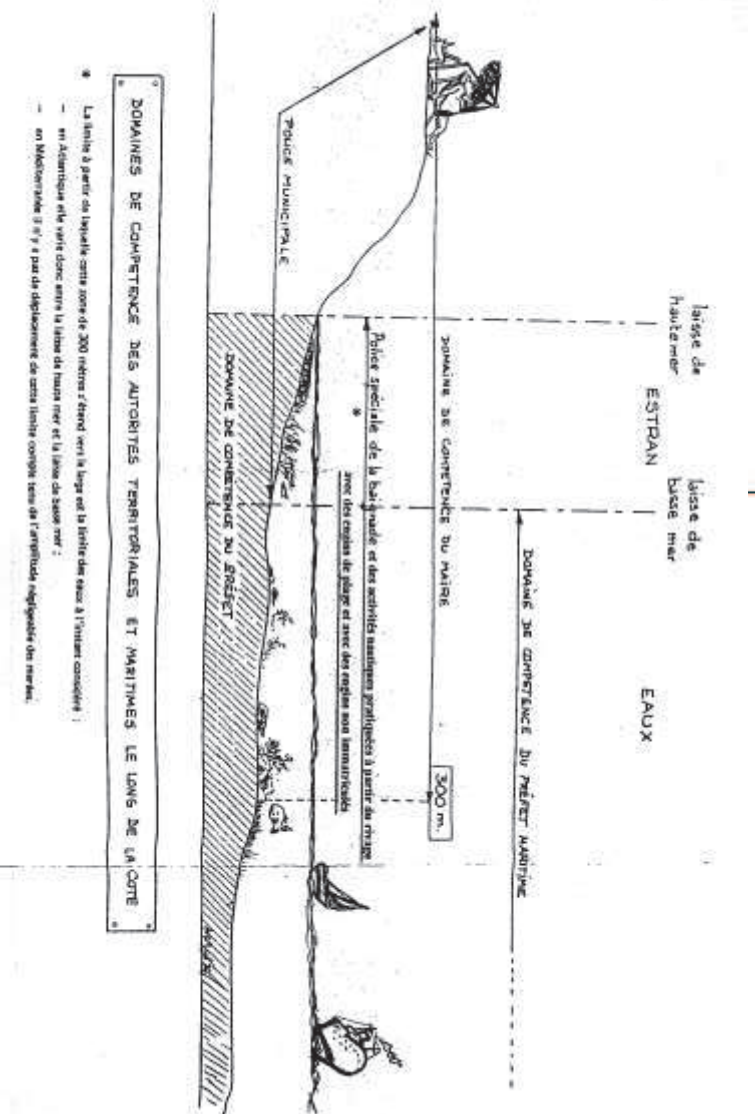 laisse de
haute mer
ESTRAN
laisse de
basse mer
EAUX
DOMAINE DE COMPETENCE DU PRÉFET MARITIME
DOMAINE DE COMPETENCE DU MAIRE
300 m.
Police spéciale de la baignade et des activités nautiques pratiquées à partir du rivage
*
avec des engins de plage et avec des engins non immatriculés
POLICE MUNICIPALE
DOMAINE DE COMPETENCE DU PREFET
DOMAINES DE COMPETENCE DES AUTORITES TERRITORIALES ET MARITIMES LE LONG DE LA COTE
* La limite à partir de laquelle cette zone de 300 mètres s'étend vers le large est la limite des eaux à l'instant considéré :
– en Atlantique elle varie donc entre la laisse de haute mer et la laisse de basse mer ;
– en Méditerranée il n'y a pas de déplacement de cette limite compte tenu de l'amplitude négligeable des marées.